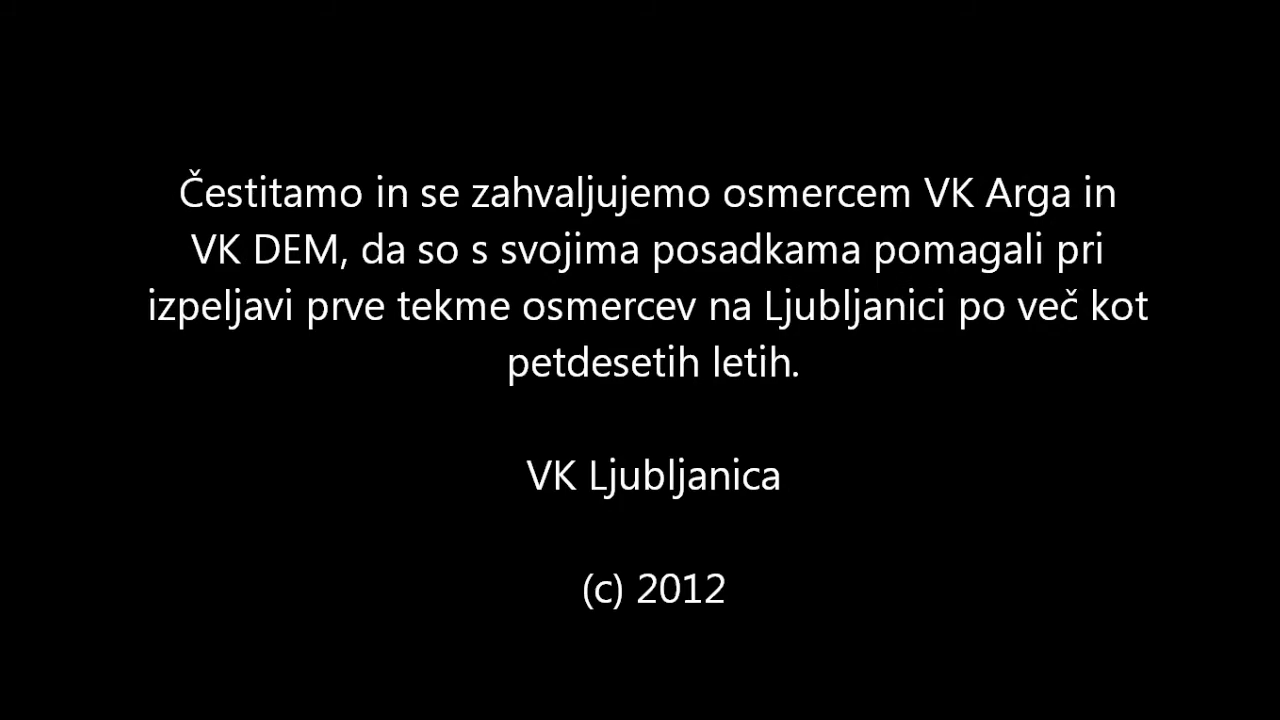 Čestitamo in se zahvaljujemo osmercem VK Arga in
VK DEM, da so s svojima posadkama pomagali pri
izpeljavi prve tekme osmercev na Ljubljanici po več kot
petdesetih letih.
VK Ljubljanica
(c) 2012